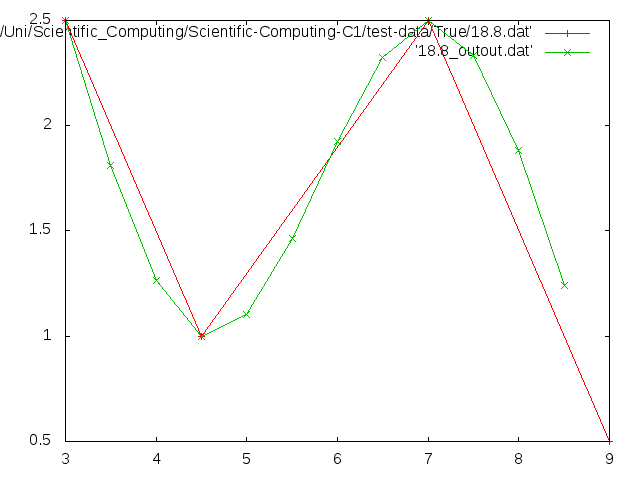 /Uni/Scientific_Computing/Scientific-Computing-C1/test-data/True/18.8.dat'
'18.8_outout.dat'
2.5
2
1.5
1
0.5
3 4 5 6 7 8 9